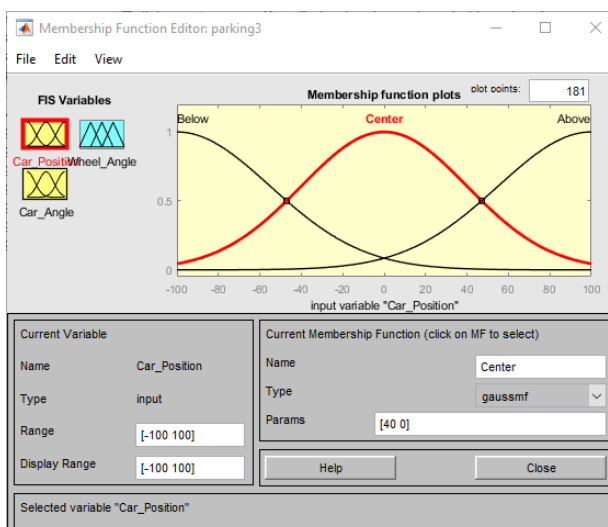 Membership Function Editor: parking3
File Edit View
FIS Variables
Membership function plots
plot points:
181
Car_Position
Wheel_Angle
Car_Angle
Below
Center
Above
1
0.5
0
-100 -80 -60 -40 -20 0 20 40 60 80 100
input variable "Car_Position"
Current Variable
Name Car_Position
Type input
Range [-100 100]
Display Range [-100 100]
Current Membership Function (click on MF to select)
Name Center
Type gaussmf
Params [40 0]
Help Close
Selected variable "Car_Position"